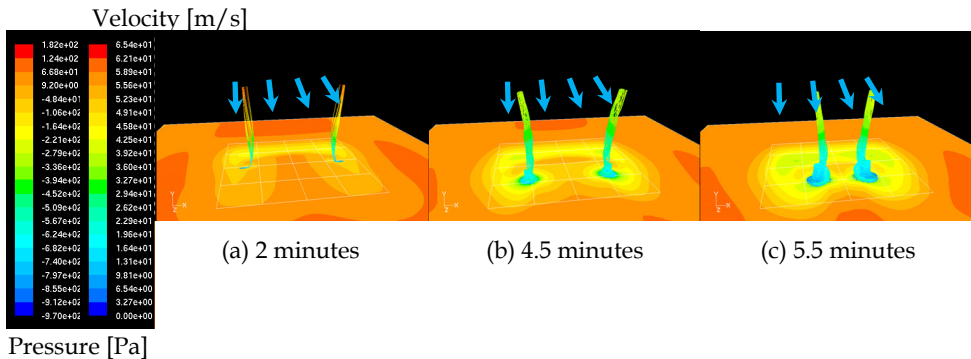 Velocity [m/s]
1.82e+02 6.54e+01
1.24e+02 6.21e+01
6.68e+01 5.89e+01
9.20e+00 5.56e+01
-4.84e+01 5.23e+01
-1.06e+02 4.91e+01
-1.64e+02 4.58e+01
-2.21e+02 4.25e+01
-2.79e+02 3.92e+01
-3.36e+02 3.60e+01
-3.94e+02 3.27e+01
-4.52e+02 2.94e+01
-5.09e+02 2.61e+01
-5.67e+02 2.29e+01
-6.24e+02 1.96e+01
-6.82e+02 1.64e+01
-7.40e+02 1.31e+01
-7.97e+02 9.81e+00
-8.55e+02 6.54e+00
-9.12e+02 3.27e+00
-9.70e+02 0.00e+00
Y
Z X
Y
Z X
Y
Z X
(a) 2 minutes
(b) 4.5 minutes
(c) 5.5 minutes
Pressure [Pa]